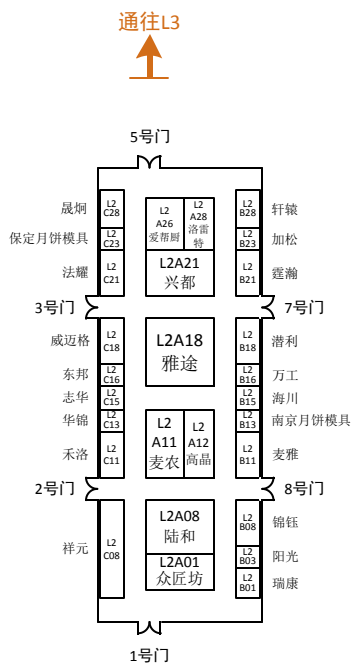 通往L3
5号门
晟炯
L2
C28
L2
A26
爱帮厨
L2
A28
洛雷
特
L2
B28
轩辕
保定月饼模具
L2
C23
L2
B23
加松
法耀
L2
C21
L2A21
兴都
L2
B21
霆瀚
3号门
7号门
威迈格
L2
C18
L2A18
雅途
L2
B18
潜利
东邦
L2
C16
L2
B16
万工
志华
L2
C15
L2
B15
海川
华锦
L2
C13
L2
B13
南京月饼模具
禾洛
L2
C11
L2
A11
麦农
L2
A12
高晶
L2
B11
麦雅
2号门
8号门
祥元
L2
C08
L2A08
陆和
L2
B08
锦钰
L2A01
众匠坊
L2
B03
阳光
L2
B01
瑞康
1号门